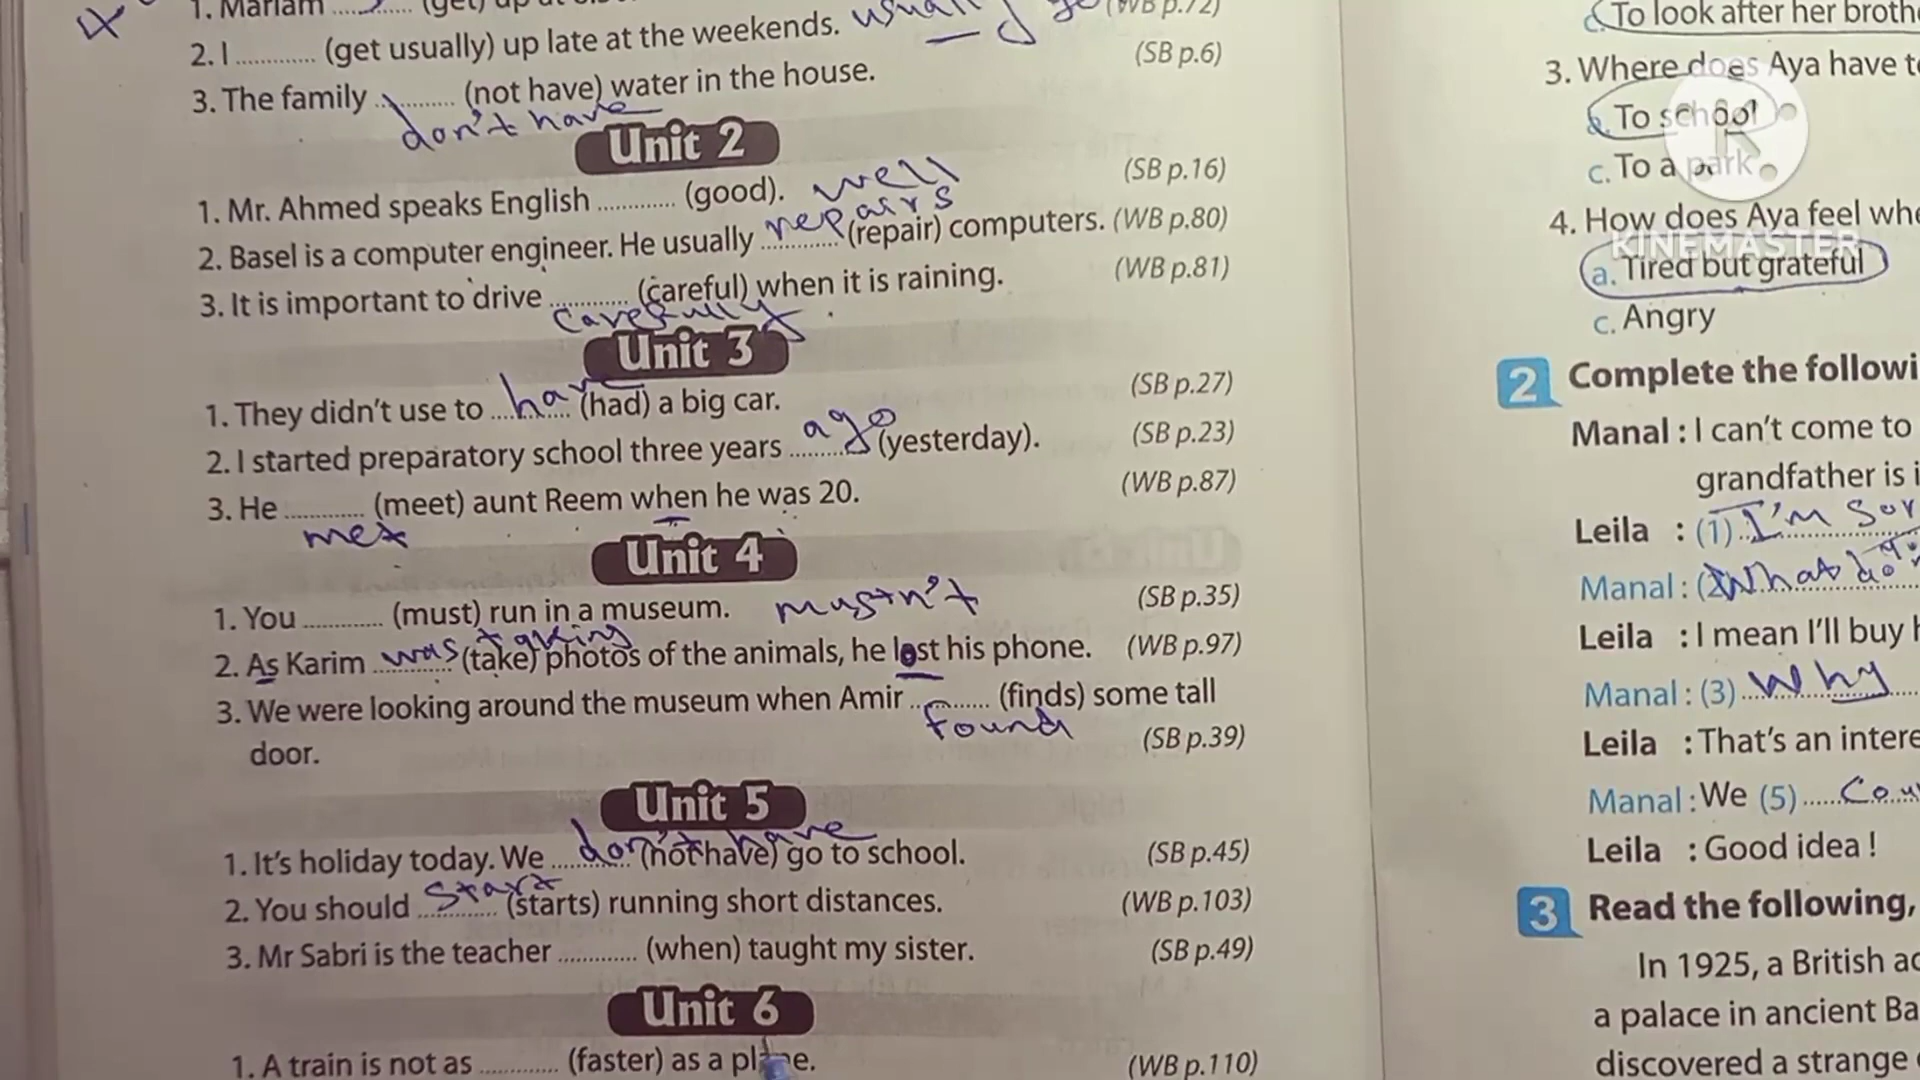 1. Mariam ............ (get) up at
2. I ............ (get usually) up late at the weekends. usually
(WB p.72)
3. The family ............ (not have) water in the house. (SB p.6)
don't have
Unit 2
1. Mr. Ahmed speaks English ............ (good). well (SB p.16)
2. Basel is a computer engineer. He usually ............ (repair) computers. (WB p.80)
repairs
3. It is important to drive ............ (careful) when it is raining. (WB p.81)
carefully
Unit 3
1. They didn't use to ............ (had) a big car. (SB p.27)
have
2. I started preparatory school three years ............ (yesterday). (SB p.23)
ago
3. He ............ (meet) aunt Reem when he was 20. (WB p.87)
met
Unit 4
1. You ............ (must) run in a museum. mustn't (SB p.35)
2. As Karim ............ (take) photos of the animals, he lost his phone. (WB p.97)
was taking
3. We were looking around the museum when Amir ............ (finds) some tall
found
door. (SB p.39)
Unit 5
1. It's holiday today. We ............ (not have) go to school. (SB p.45)
don't have
2. You should ............ (starts) running short distances. (WB p.103)
start
3. Mr Sabri is the teacher ............ (when) taught my sister. (SB p.49)
Unit 6
1. A train is not as ............ (faster) as a plane. (WB p.110)
c. To look after her
3. Where does Aya have
To school
c. To a park
4. How does Aya feel
KINEMASTER
a. Tired but grateful
c. Angry
2 Complete the
Manal : I can't come to
grandfather is
Leila : (1) I'm
Manal : (2) What do
Leila : I mean I'll buy
Manal : (3) Why
Leila : That's an
Manal : We (5)
Leila : Good idea !
3 Read the following,
In 1925, a British
a palace in ancient
discovered a strange